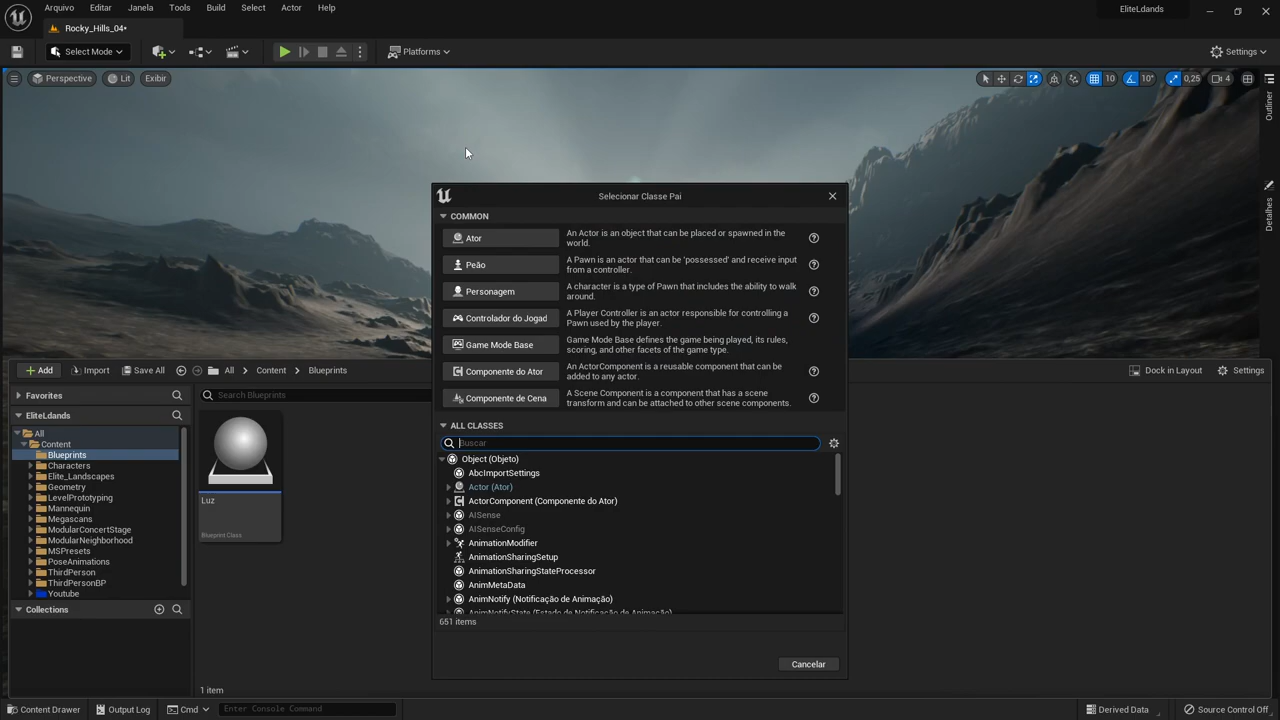 Arquivo Editar Janela Tools Build Select Actor Help EliteLdands
Rocky_Hills_04•
Select Mode Platforms Settings
Perspective Lit Exibir 10 10° 0,25 4
Outliner
Detalhes
Selecionar Classe Pai
COMMON
Ator An Actor is an object that can be placed or spawned in the
world.
Peão A Pawn is an actor that can be 'possessed' and receive input
from a controller.
Personagem A character is a type of Pawn that includes the ability to walk
around.
Controlador do Jogad A Player Controller is an actor responsible for controlling a
Pawn used by the player.
Game Mode Base Game Mode Base defines the game being played, its rules,
scoring, and other facets of the game type.
Componente do Ator An ActorComponent is a reusable component that can be
added to any actor.
Componente de Cena A Scene Component is a component that has a scene
transform and can be attached to other scene components.
ALL CLASSES
Buscar
Object (Objeto)
AbcImportSettings
Actor (Ator)
ActorComponent (Componente do Ator)
AISense
AISenseConfig
AnimationModifier
AnimationSharingSetup
AnimationSharingStateProcessor
AnimMetaData
AnimNotify (Notificação de Animação)
AnimNotifyState (Estado de Notificação de Animação)
651 items
Cancelar
Add Import Save All All Content Blueprints Dock in Layout Settings
Favorites Search Blueprints
EliteLdands
All
Content
Blueprints
Characters
Elite_Landscapes
Geometry
LevelPrototyping
Mannequin
Megascans
ModularConcertStage
ModularNeighborhood
MSPresets
PoseAnimations
ThirdPerson
ThirdPersonBP
Youtube
Collections
Luz
Blueprint Class
1 item
Content Drawer Output Log Cmd Enter Console Command Derived Data Source Control Off